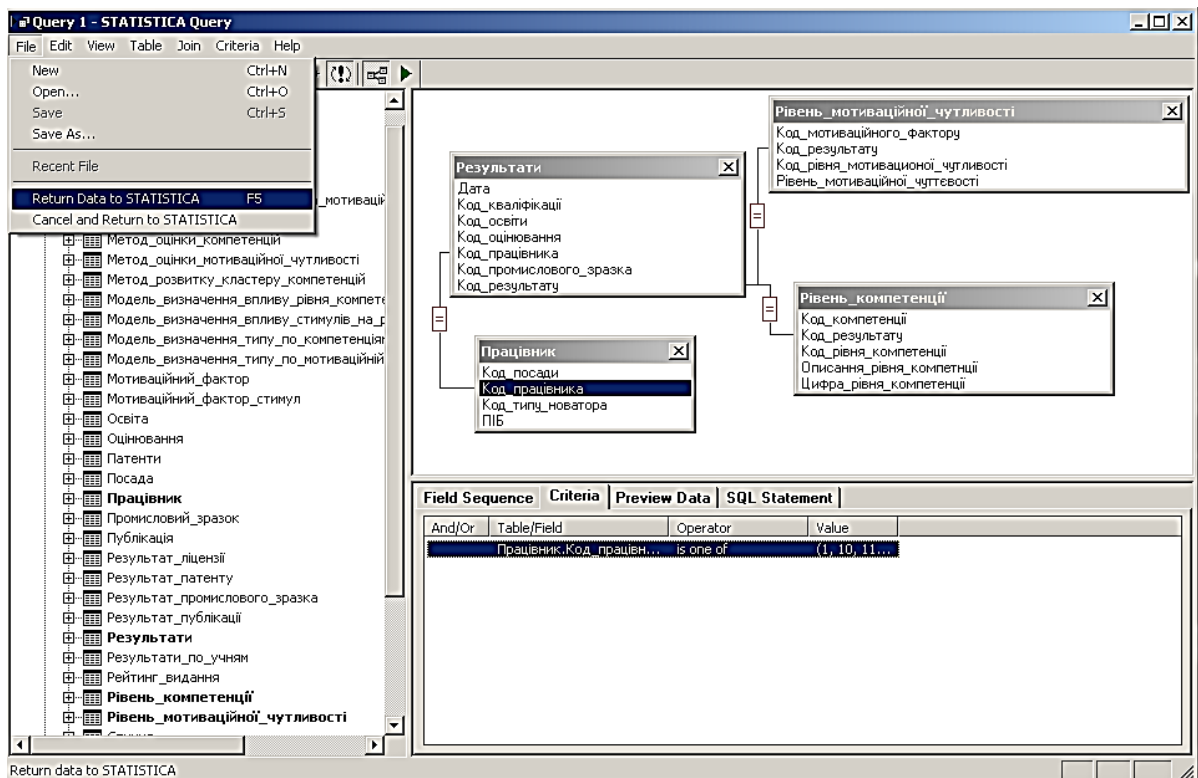 Query 1 - STATISTICA Query
File Edit View Table Join Criteria Help
New Ctrl+N
Open... Ctrl+O
Save Ctrl+S
Save As...
Recent File
Return Data to STATISTICA F5
Cancel and Return to STATISTICA
Метод_оцінки_компетенцій
Метод_оцінки_мотиваційної_чутливості
Метод_розвитку_кластеру_компетенцій
Модель_визначення_впливу_рівня_компете
Модель_визначення_впливу_стимулів_на_р
Модель_визначення_типу_по_компетенціям
Модель_визначення_типу_по_мотиваційній
Мотиваційний_фактор
Мотиваційний_фактор_стимул
Освіта
Оцінювання
Патенти
Посада
Працівник
Промисловий_зразок
Публікація
Результат_ліцензії
Результат_патенту
Результат_промислового_зразка
Результат_публікації
Результати
Результати_по_учням
Рейтинг_видання
Рівень_компетенції
Рівень_мотиваційної_чутливості
Результати
Дата
Код_кваліфікації
Код_освіти
Код_оцінювання
Код_працівника
Код_промислового_зразка
Код_результату
Працівник
Код_посади
Код_працівника
Код_типу_новатора
ПІБ
Рівень_мотиваційної_чутливості
Код_мотиваційного_фактору
Код_результату
Код_рівня_мотивационої_чутливості
Рівень_мотиваційної_чуттєвості
Рівень_компетенції
Код_компетенції
Код_результату
Код_рівня_компетенції
Описання_рівня_компетнції
Цифра_рівня_компетенції
Field Sequence Criteria Preview Data SQL Statement
And/Or Table/Field Operator Value
Працівник.Код_працівн... is one of (1, 10, 11...
Return data to STATISTICA